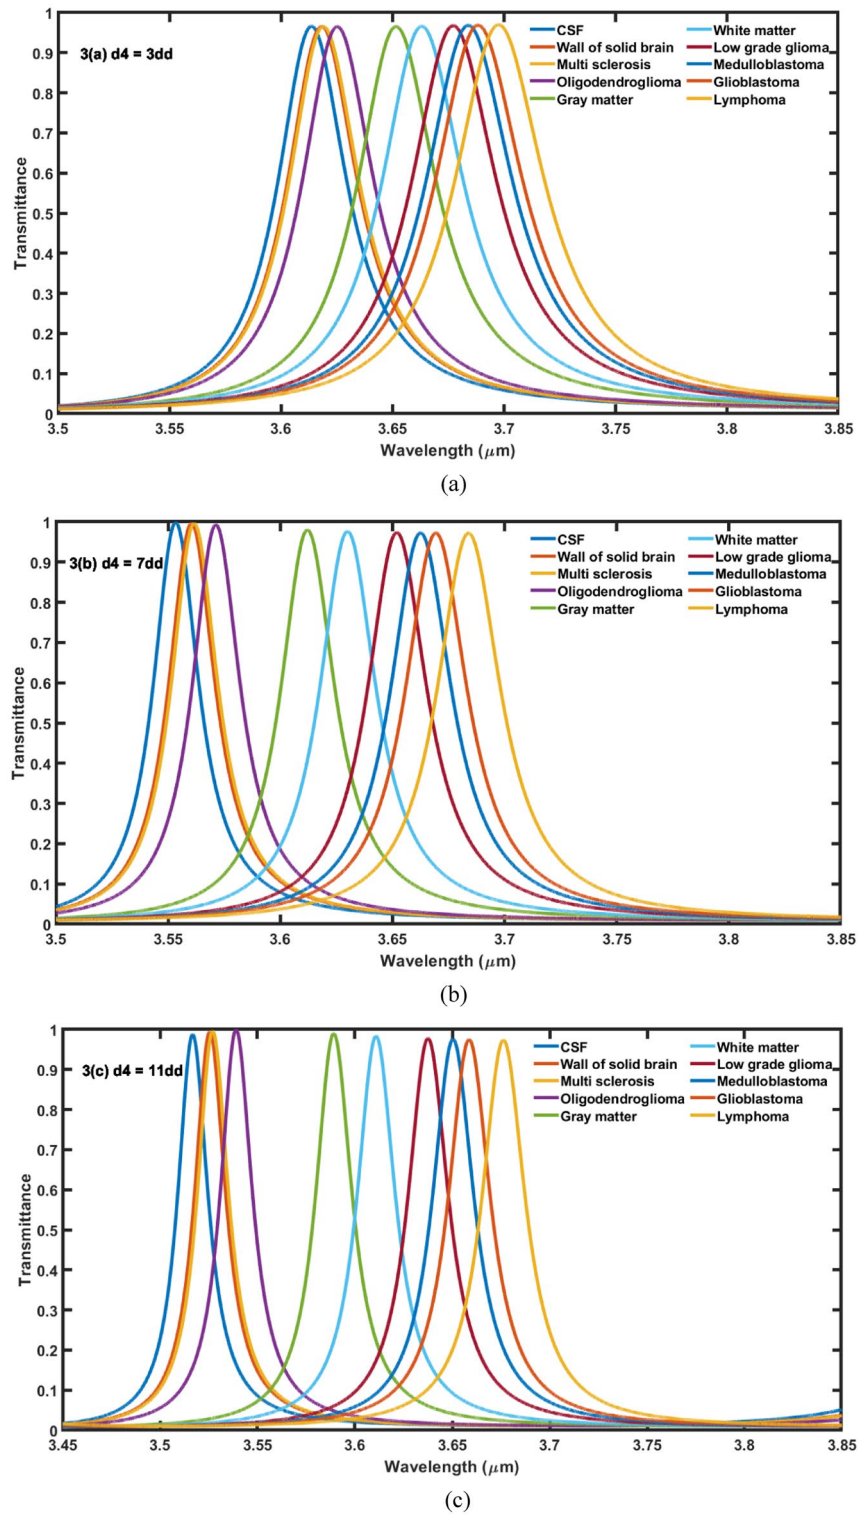 1
0.9
0.8
0.7
0.6
0.5
0.4
0.3
0.2
0.1
0
Transmittance
3(a) d4 = 3dd
CSF
Wall of solid brain
Multi sclerosis
Oligodendroglioma
Gray matter
White matter
Low grade glioma
Medulloblastoma
Glioblastoma
Lymphoma
3.5 3.55 3.6 3.65 3.7 3.75 3.8 3.85
Wavelength (μm)
(a)
1
0.9
0.8
0.7
0.6
0.5
0.4
0.3
0.2
0.1
0
Transmittance
3(b) d4 = 7dd
CSF
Wall of solid brain
Multi sclerosis
Oligodendroglioma
Gray matter
White matter
Low grade glioma
Medulloblastoma
Glioblastoma
Lymphoma
3.5 3.55 3.6 3.65 3.7 3.75 3.8 3.85
Wavelength (μm)
(b)
1
0.9
0.8
0.7
0.6
0.5
0.4
0.3
0.2
0.1
0
Transmittance
3(c) d4 = 11dd
CSF
Wall of solid brain
Multi sclerosis
Oligodendroglioma
Gray matter
White matter
Low grade glioma
Medulloblastoma
Glioblastoma
Lymphoma
3.45 3.5 3.55 3.6 3.65 3.7 3.75 3.8 3.85
Wavelength (μm)
(c)